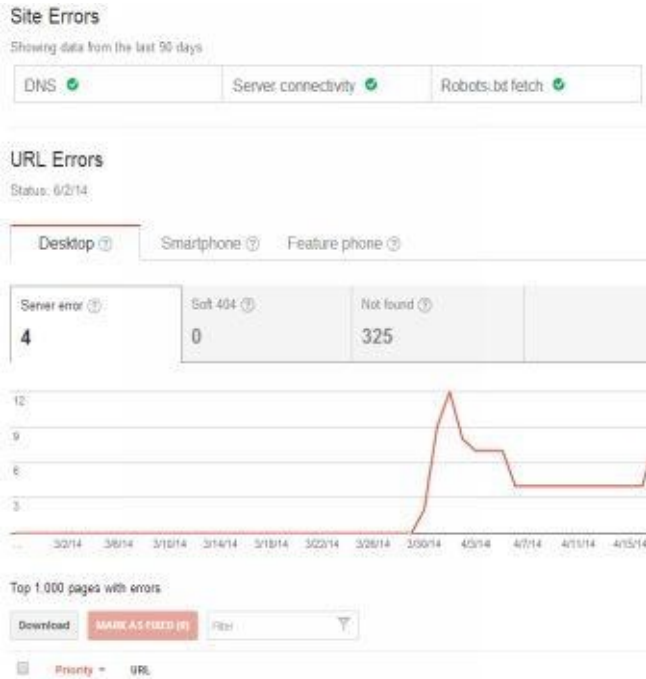 Site Errors
Showing data from the last 90 days
DNS Server connectivity Robots.txt fetch
URL Errors
Status: 6/2/14
Desktop Smartphone Feature phone
Server error Soft 404 Not found
4 0 325
12
9
6
3
... 3/2/14 3/6/14 3/10/14 3/14/14 3/18/14 3/22/14 3/26/14 3/30/14 4/3/14 4/7/14 4/11/14 4/15/14
Top 1,000 pages with errors
Download MARK AS FIXED (0) Filter
Priority URL